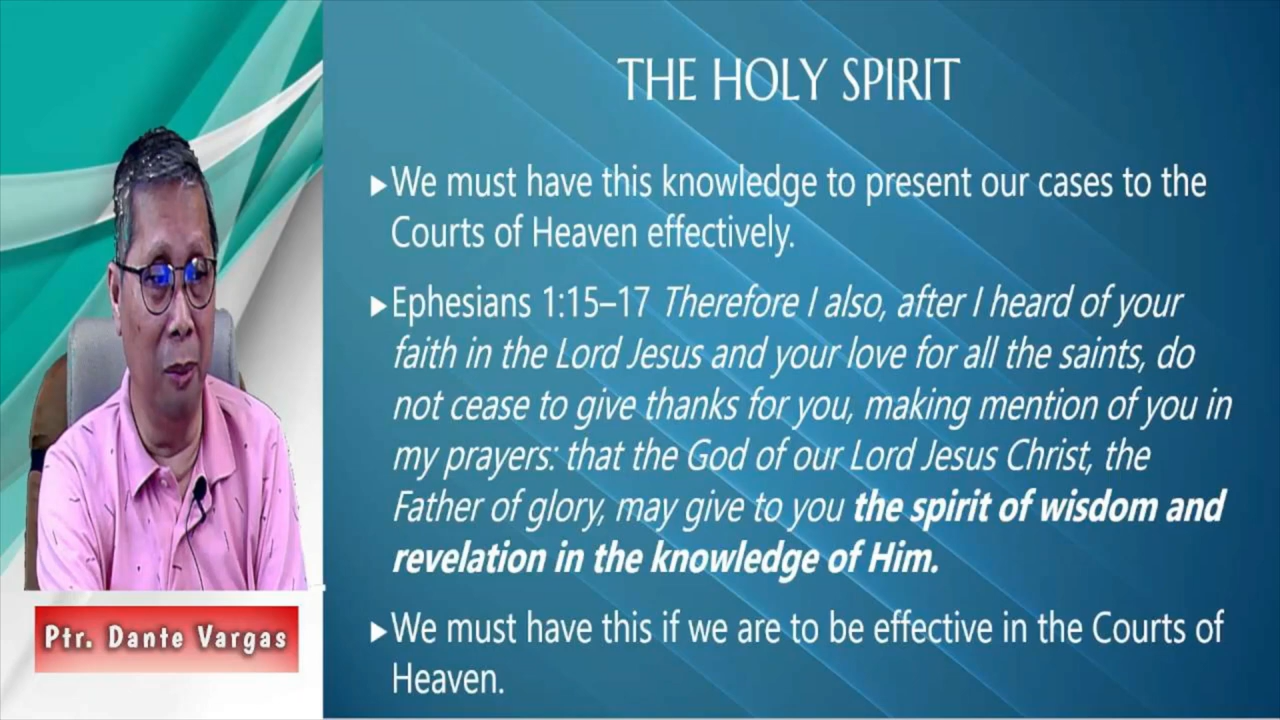 THE HOLY SPIRIT
▶We must have this knowledge to present our cases to the
Courts of Heaven effectively.
▶Ephesians 1:15–17 Therefore I also, after I heard of your
faith in the Lord Jesus and your love for all the saints, do
not cease to give thanks for you, making mention of you in
my prayers: that the God of our Lord Jesus Christ, the
Father of glory, may give to you the spirit of wisdom and
revelation in the knowledge of Him.
▶We must have this if we are to be effective in the Courts of
Heaven.
Ptr. Dante Vargas